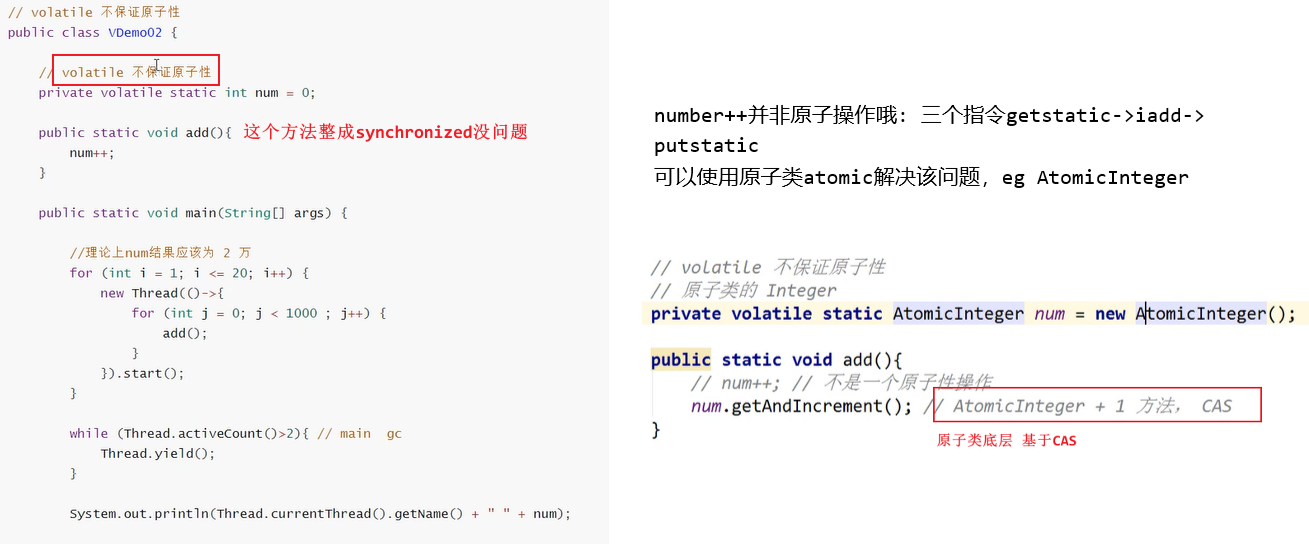 // volatile 不保证原子性
public class VDemo02 {
// volatile 不保证原子性
private volatile static int num = 0;
public static void add(){ 这个方法整成synchronized没问题
num++;
}
public static void main(String[] args) {
//理论上num结果应该为 2 万
for (int i = 1; i <= 20; i++) {
new Thread(()->{
for (int j = 0; j < 1000 ; j++) {
add();
}
}).start();
}
while (Thread.activeCount()>2){ // main  gc
Thread.yield();
}
System.out.println(Thread.currentThread().getName() + " " + num);
number++并非原子操作哦：三个指令getstatic->iadd->
putstatic
可以使用原子类atomic解决该问题，eg AtomicInteger
// volatile 不保证原子性
// 原子类的 Integer
private volatile static AtomicInteger num = new AtomicInteger();
public static void add(){
// num++; // 不是一个原子性操作
num.getAndIncrement(); // AtomicInteger + 1 方法， CAS
}
原子类底层 基于CAS